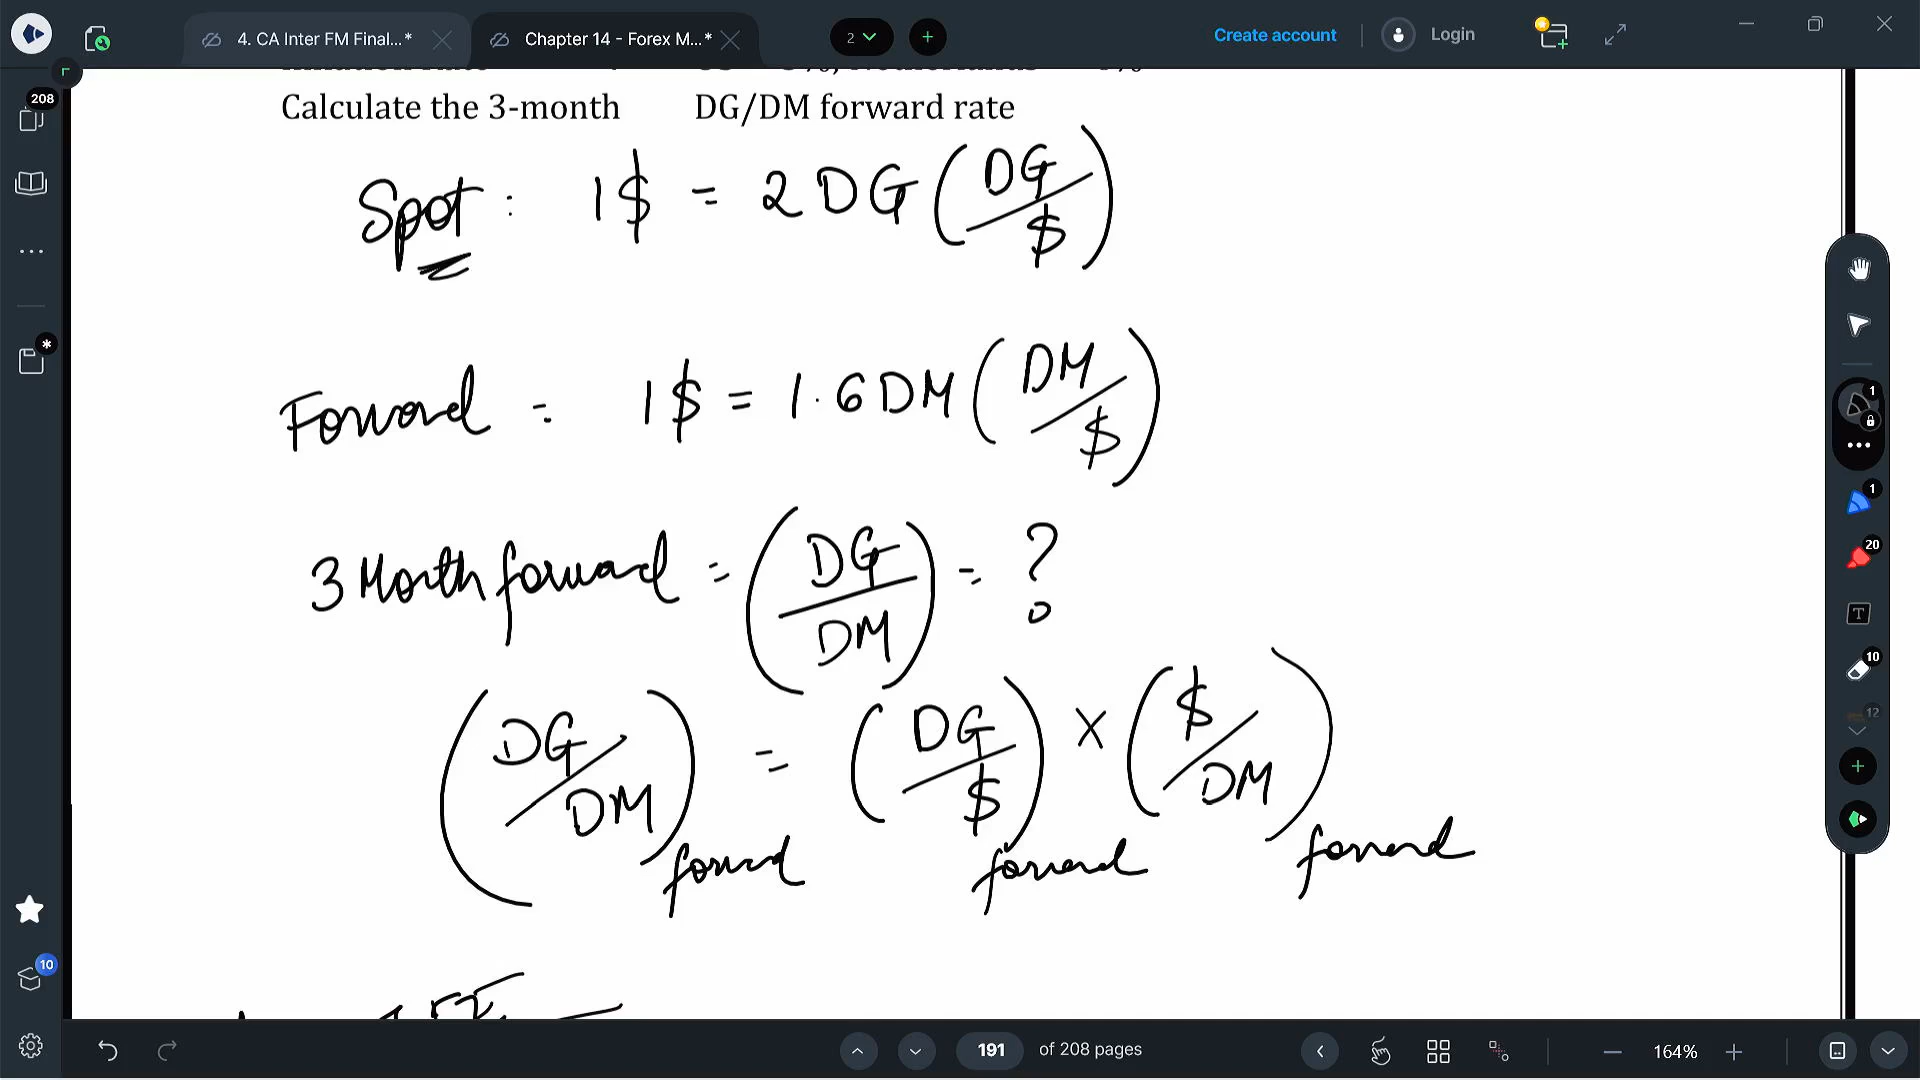 4. CA Inter FM Final...*
Chapter 14 - Forex M...*
2
Create account
Login
208
Calculate the 3-month DG/DM forward rate
Spot : 1$ = 2 DG (DG/$)
Forward = 1$ = 1.6 DM (DM/$)
3 Month forward = (DG/DM) = ?
(DG/DM) forward = (DG/$) forward × ($/DM) forward
1
1
20
T
10
12
10
191 of 208 pages
164%